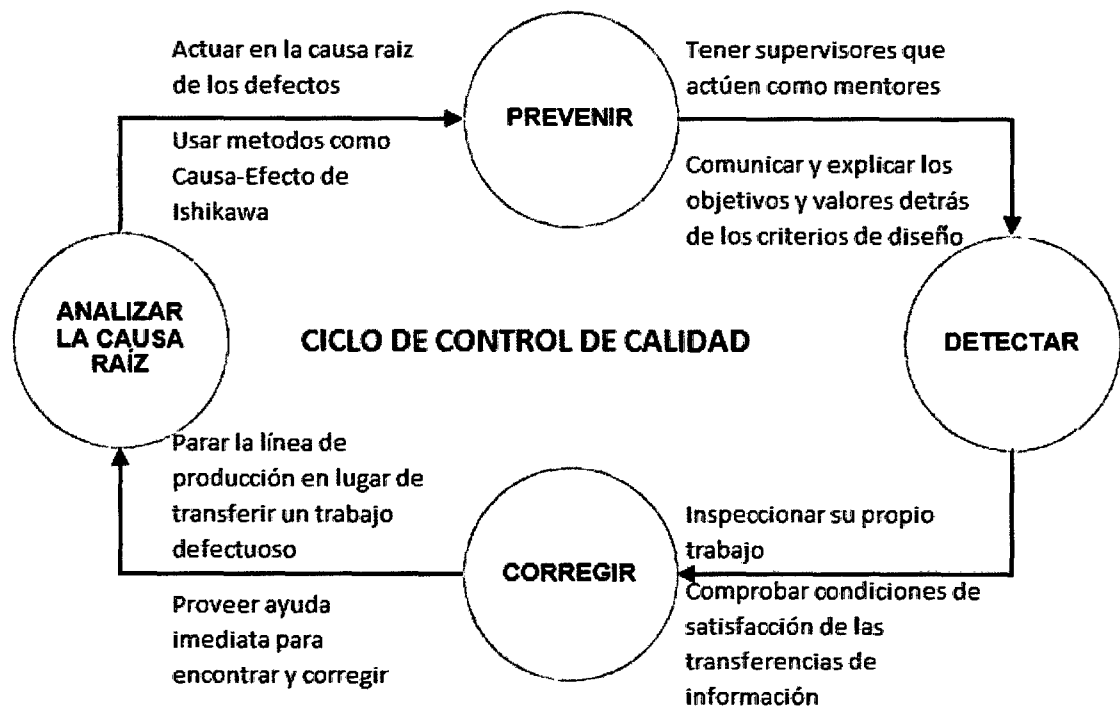 Actuar en la causa raiz
de los defectos
Usar metodos como
Causa-Efecto de
Ishikawa
PREVENIR
Tener supervisores que
actúen como mentores
Comunicar y explicar los
objetivos y valores detrás
de los criterios de diseño
ANALIZAR
LA CAUSA
RAÍZ
CICLO DE CONTROL DE CALIDAD
DETECTAR
Parar la línea de
producción en lugar de
transferir un trabajo
defectuoso
Proveer ayuda
imediata para
encontrar y corregir
CORREGIR
Inspeccionar su propio
trabajo
Comprobar condiciones de
satisfacción de las
transferencias de
información